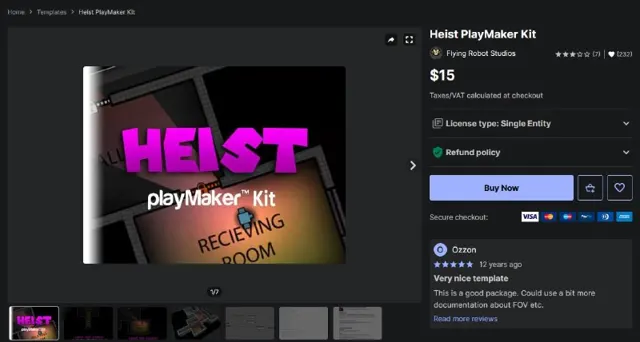 Home > Templates > Heist PlayMaker Kit
Heist PlayMaker Kit
Flying Robot Studios
(7) | (232)
$15
Taxes/VAT calculated at checkout
License type: Single Entity
Refund policy
Buy Now
Secure checkout:
VISA
Ozzon
12 years ago
Very nice template
This is a good package. Could use a bit more
documentation about FOV etc.
Read more reviews
HEIST
playMaker™ Kit
RECIEVING
ROOM
1/7